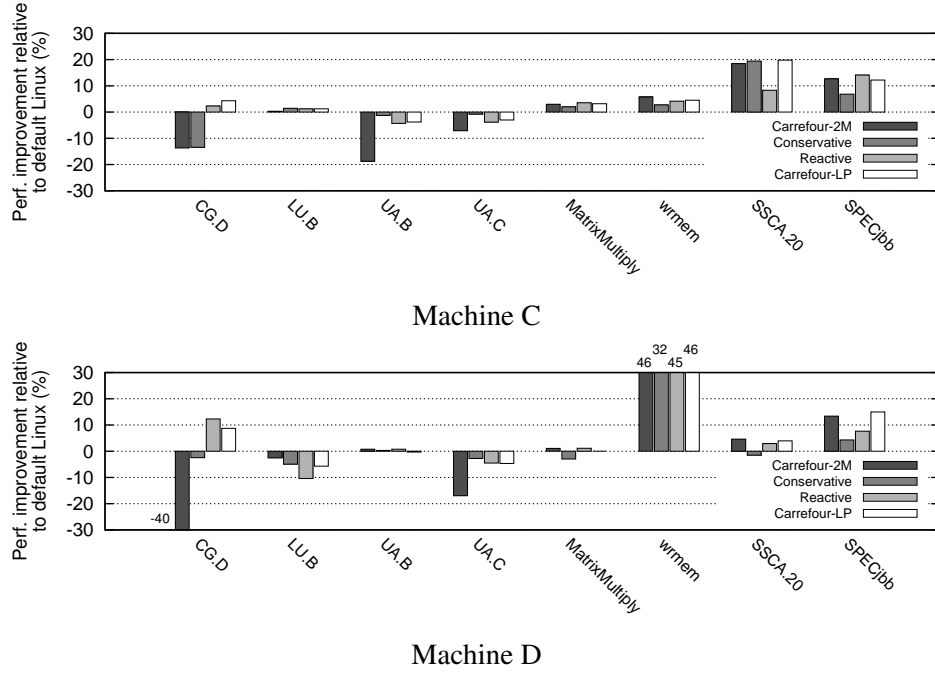 Perf. improvement relative
to default Linux (%)
30
20
10
0
-10
-20
-30
Carrefour-2M
Conservative
Reactive
Carrefour-LP
CG.D
LU.B
UA.B
UA.C
MatrixMultiply
wrmem
SSCA.20
SPECjbb
Machine C
Perf. improvement relative
to default Linux (%)
30
20
10
0
-10
-20
-30
-40
46
32
45
46
Carrefour-2M
Conservative
Reactive
Carrefour-LP
CG.D
LU.B
UA.B
UA.C
MatrixMultiply
wrmem
SSCA.20
SPECjbb
Machine D